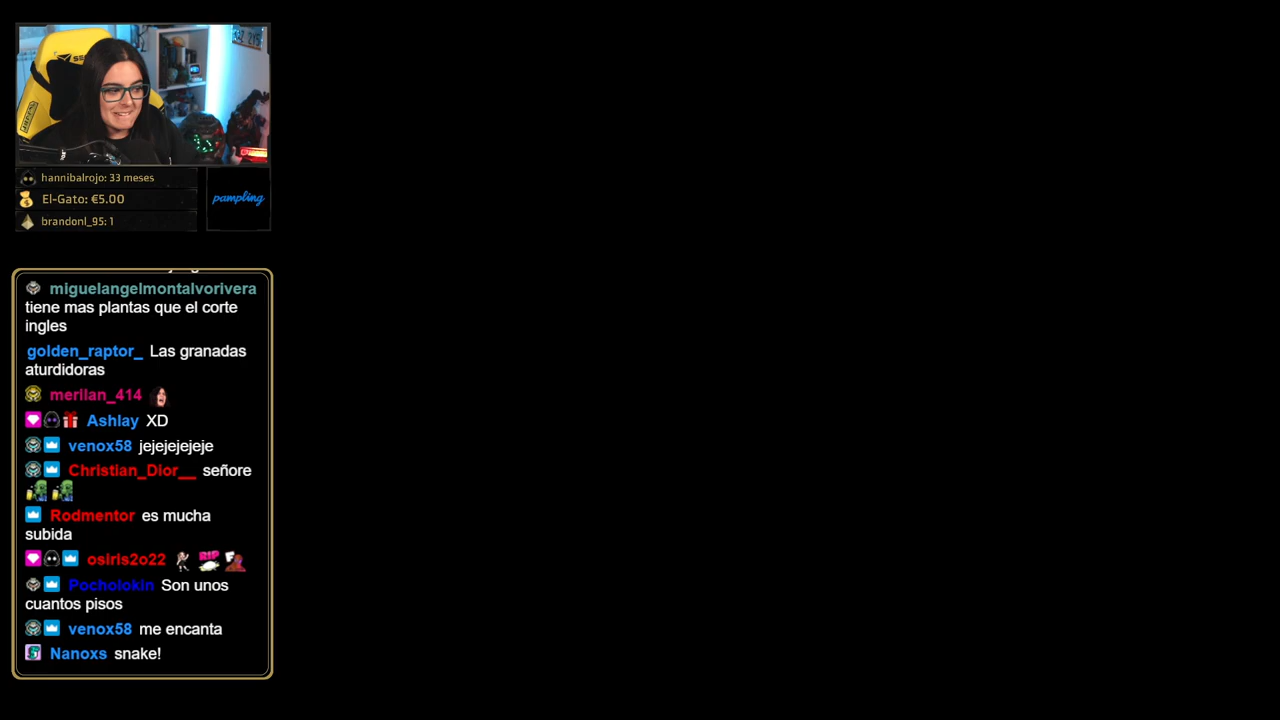 hannibalrojo: 33 meses
El-Gato: €5.00
brandonl_95: 1
pampling
miguelangelmontalvorivera
tiene mas plantas que el corte
ingles
golden_raptor_ Las granadas
aturdidoras
merilan_414
Ashlay XD
venox58 jejejejejeje
Christian_Dior__ señore
Rodmentor es mucha
subida
osiris2o22 RIP F
Pocholokin Son unos
cuantos pisos
venox58 me encanta
Nanoxs snake!